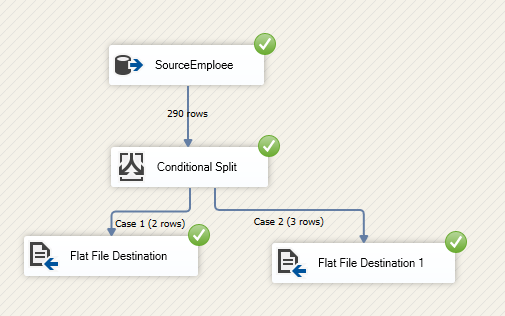 SourceEmploee
290 rows
Conditional Split
Case 1 (2 rows)
Case 2 (3 rows)
Flat File Destination
Flat File Destination 1